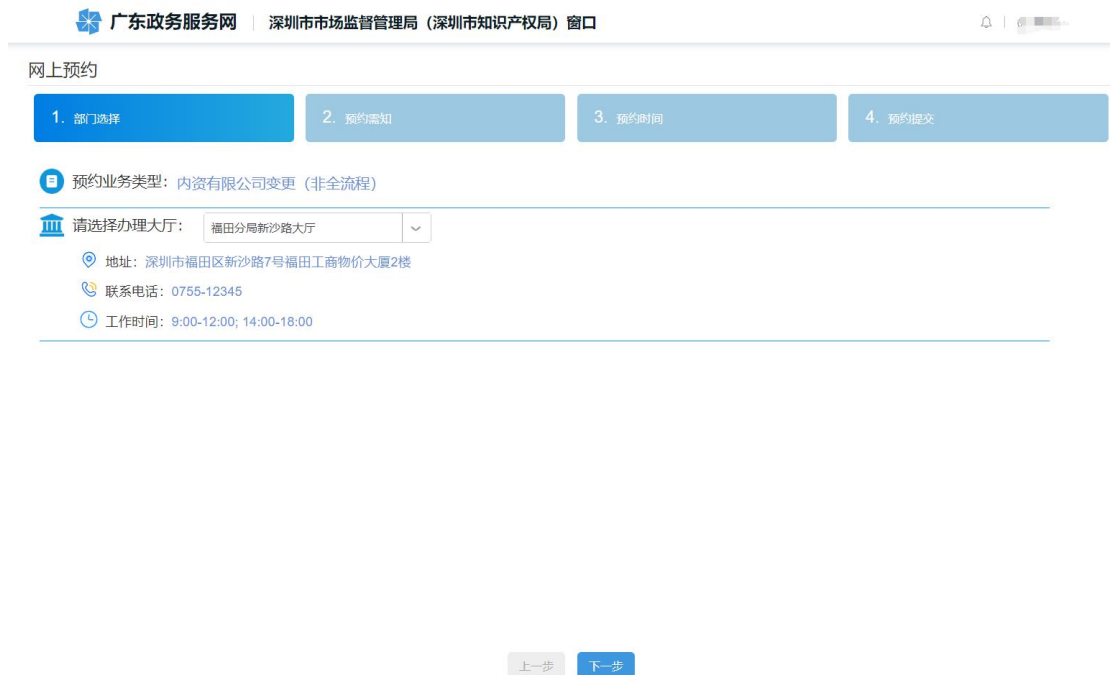 广东政务服务网 深圳市市场监督管理局（深圳市知识产权局）窗口
网上预约
1. 部门选择 2. 预约需知 3. 预约时间 4. 预约提交
预约业务类型：内资有限公司变更（非全流程）
请选择办理大厅： 福田分局新沙路大厅
地址：深圳市福田区新沙路7号福田工商物价大厦2楼
联系电话：0755-12345
工作时间：9:00-12:00; 14:00-18:00
上一步 下一步